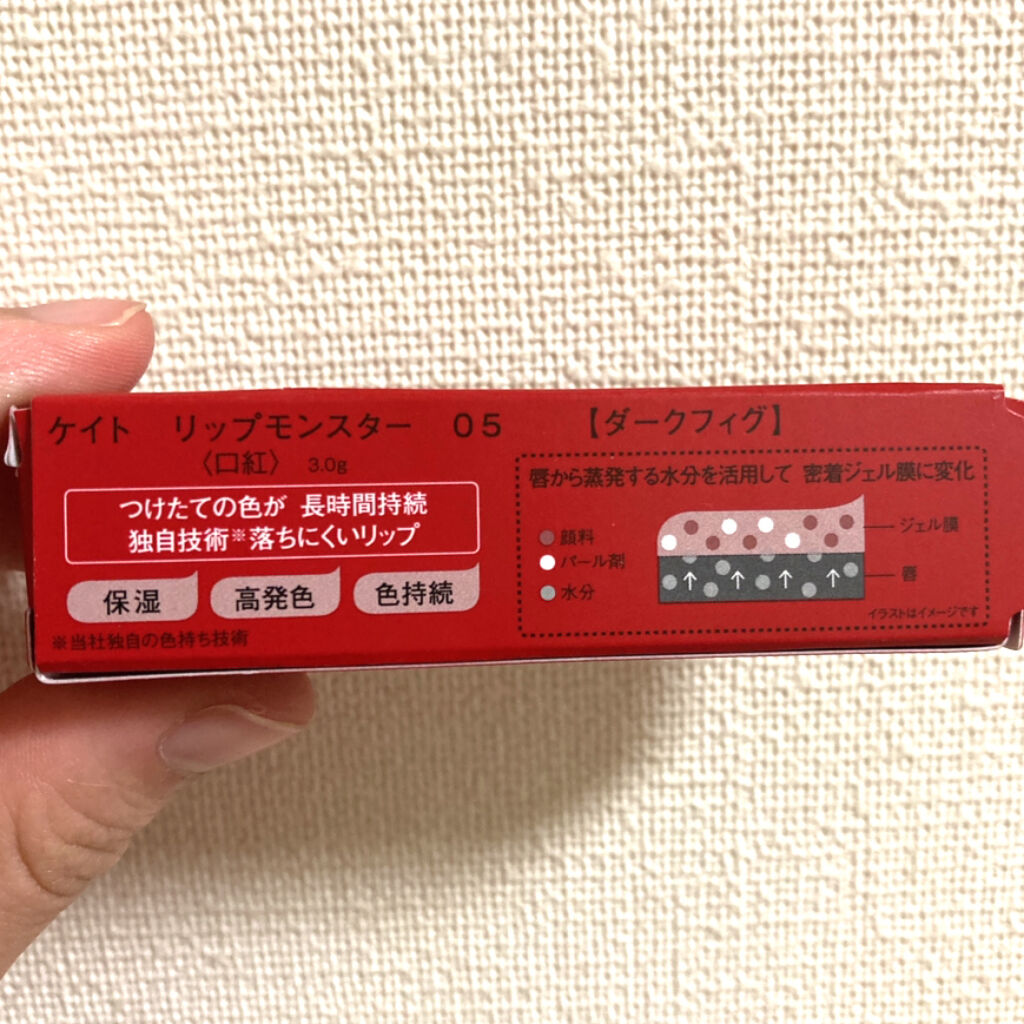 ケイト リップモンスター 05 【ダークフィグ】
〈口紅〉 3.0g
つけたての色が 長時間持続
独自技術※落ちにくいリップ
保湿 高発色 色持続
※当社独自の色持ち技術
唇から蒸発する水分を活用して 密着ジェル膜に変化
顔料
パール剤
水分
ジェル膜
唇
イラストはイメージです